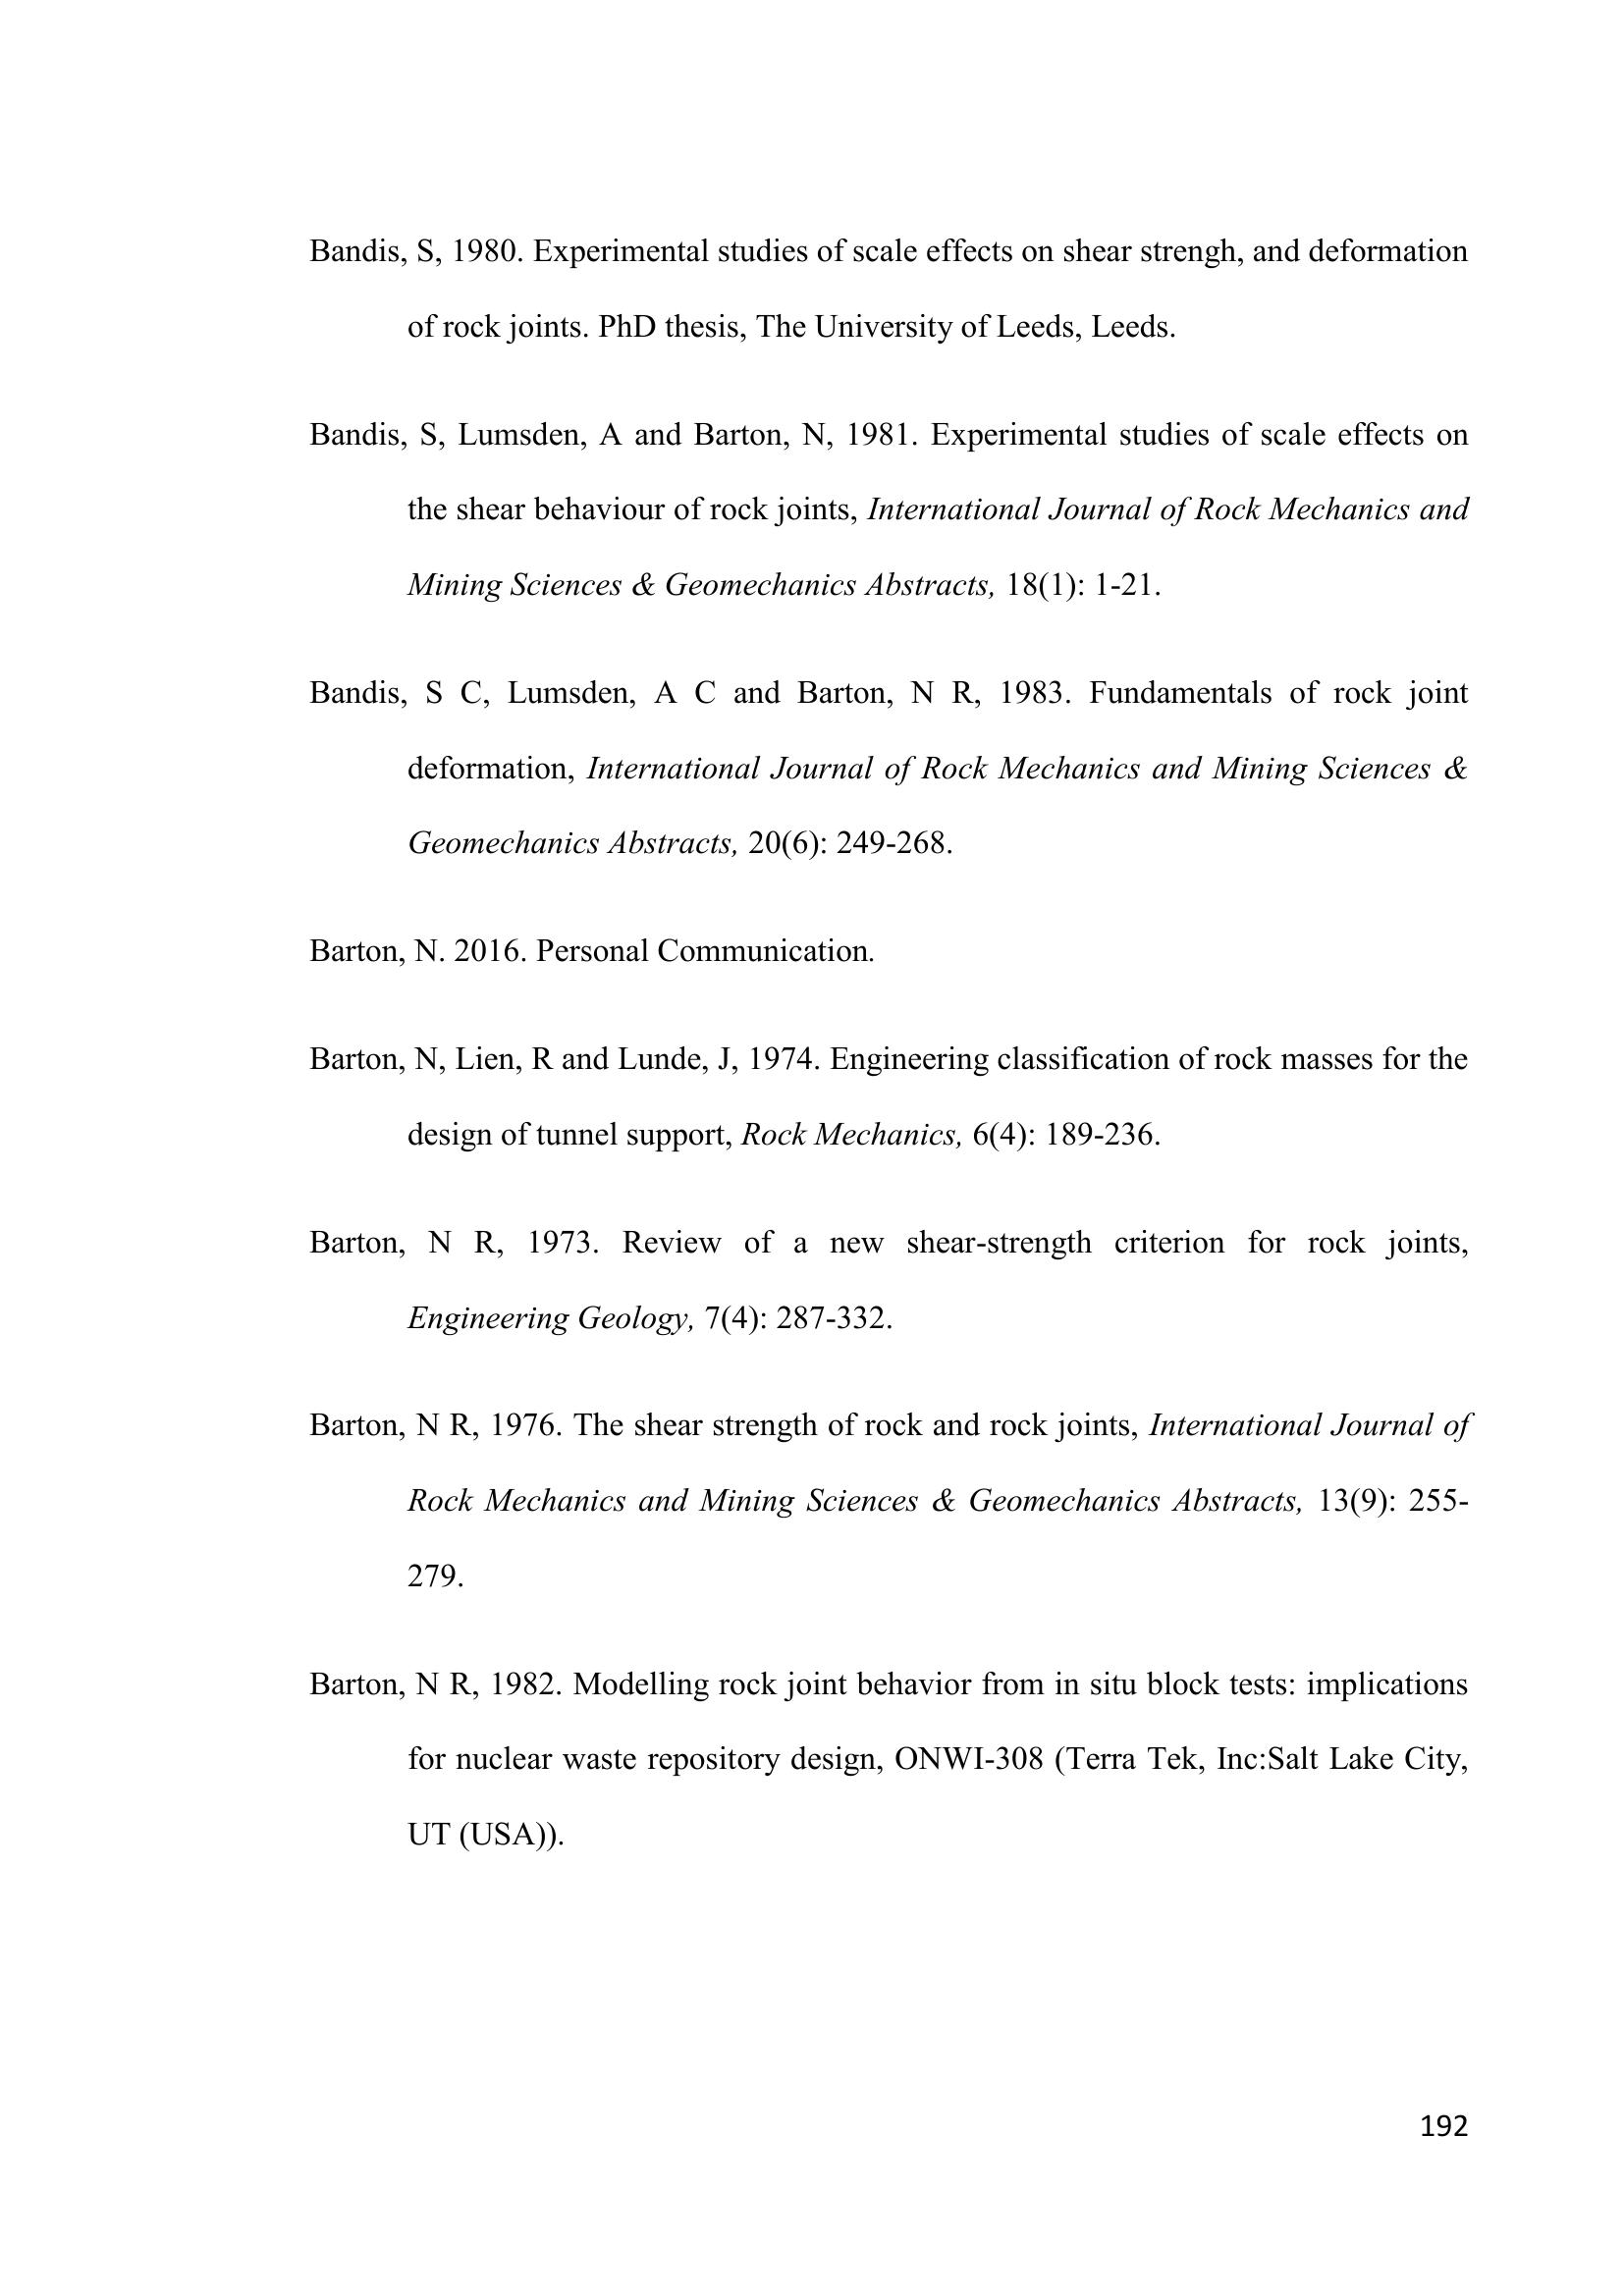 Bandis, S, 1980. Experimental studies of scale effects on shear strengh, and deformation
of rock joints. PhD thesis, The University of Leeds, Leeds.
Bandis, S, Lumsden, A and Barton, N, 1981. Experimental studies of scale effects on
the shear behaviour of rock joints, International Journal of Rock Mechanics and
Mining Sciences & Geomechanics Abstracts, 18(1): 1-21.
Bandis, S C, Lumsden, A C and Barton, N R, 1983. Fundamentals of rock joint
deformation, International Journal of Rock Mechanics and Mining Sciences &
Geomechanics Abstracts, 20(6): 249-268.
Barton, N. 2016. Personal Communication.
Barton, N, Lien, R and Lunde, J, 1974. Engineering classification of rock masses for the
design of tunnel support, Rock Mechanics, 6(4): 189-236.
Barton, N R, 1973. Review of a new shear-strength criterion for rock joints,
Engineering Geology, 7(4): 287-332.
Barton, N R, 1976. The shear strength of rock and rock joints, International Journal of
Rock Mechanics and Mining Sciences & Geomechanics Abstracts, 13(9): 255-
279.
Barton, N R, 1982. Modelling rock joint behavior from in situ block tests: implications
for nuclear waste repository design, ONWI-308 (Terra Tek, Inc:Salt Lake City,
UT (USA)).
192